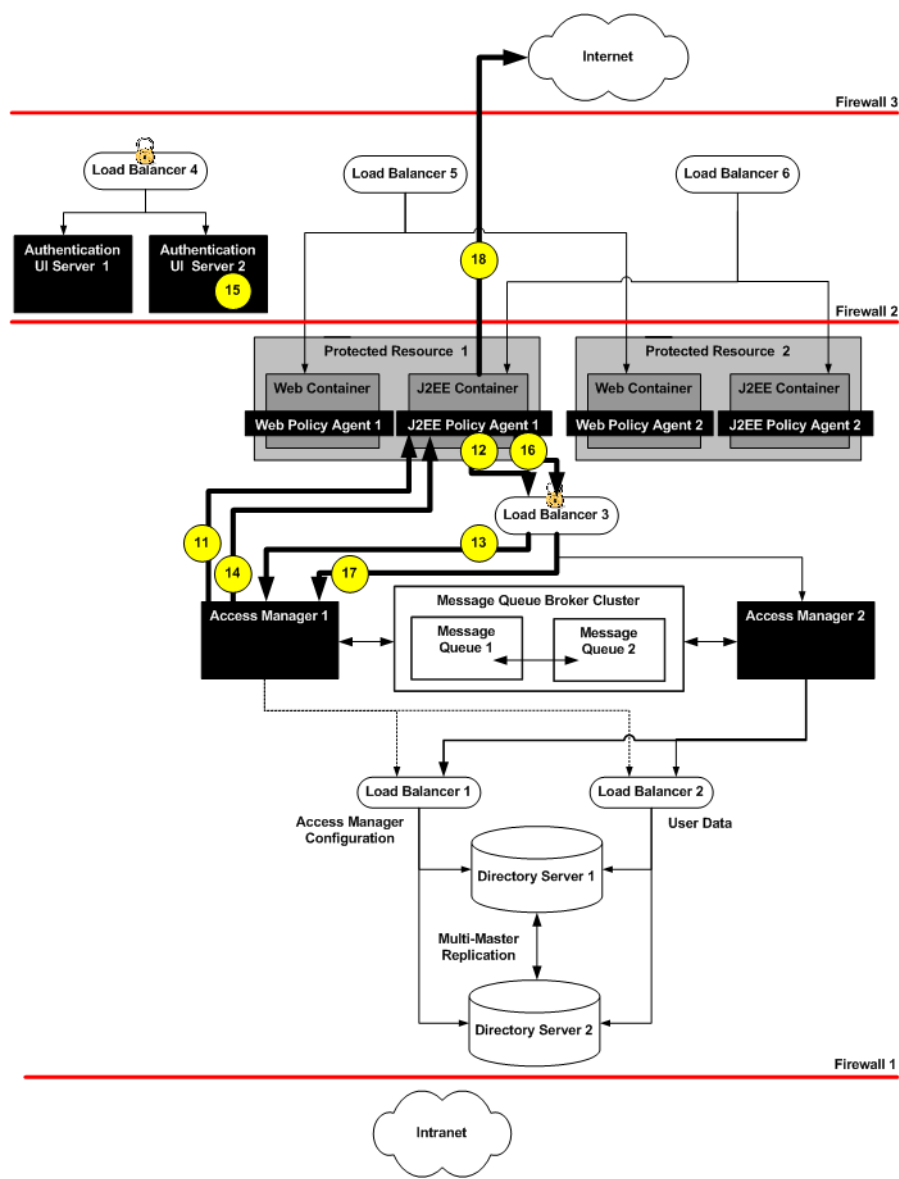 Internet
Firewall 3
Load Balancer 4
Load Balancer 5
Load Balancer 6
Authentication
UI Server 1
Authentication
UI Server 2
15
18
Firewall 2
Protected Resource 1
Protected Resource 2
Web Container
J2EE Container
Web Container
J2EE Container
Web Policy Agent 1
J2EE Policy Agent 1
Web Policy Agent 2
J2EE Policy Agent 2
12
16
Load Balancer 3
11
13
14
17
Access Manager 1
Message Queue Broker Cluster
Message
Queue 1
Message
Queue 2
Access Manager 2
Load Balancer 1
Load Balancer 2
Access Manager
Configuration
User Data
Directory Server 1
Multi-Master
Replication
Directory Server 2
Firewall 1
Intranet